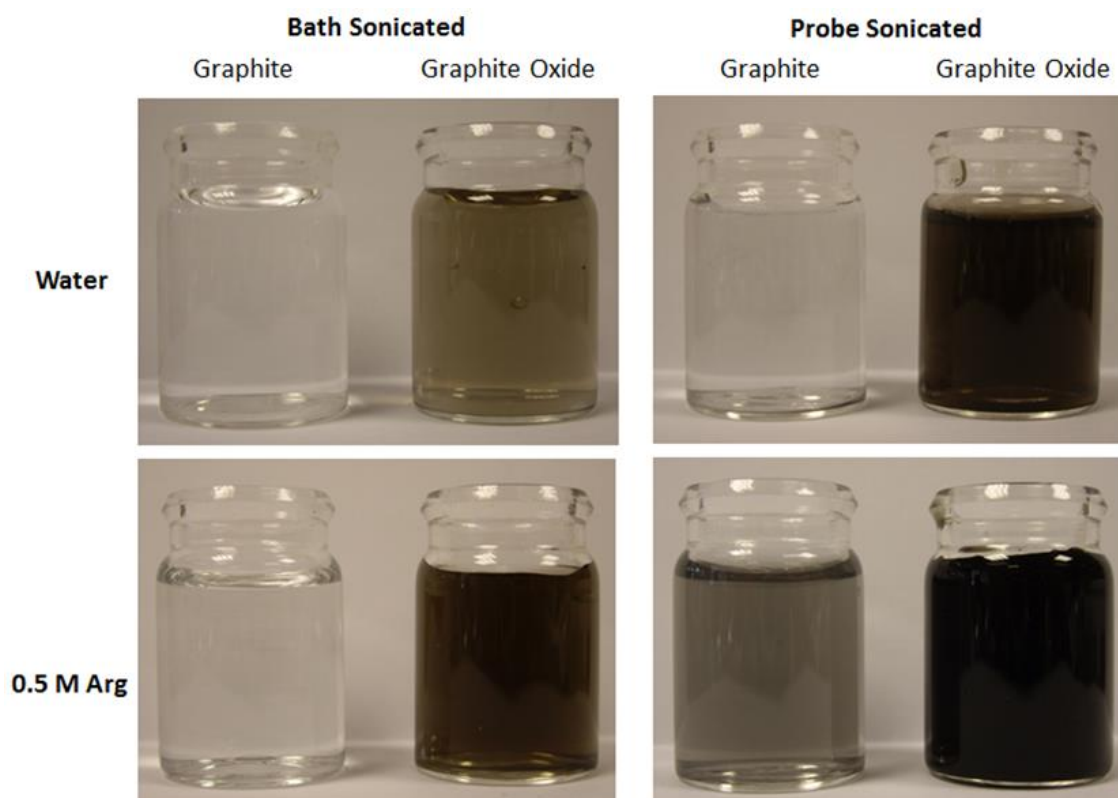 Bath Sonicated
Probe Sonicated
Graphite
Graphite Oxide
Graphite
Graphite Oxide
Water
0.5 M Arg